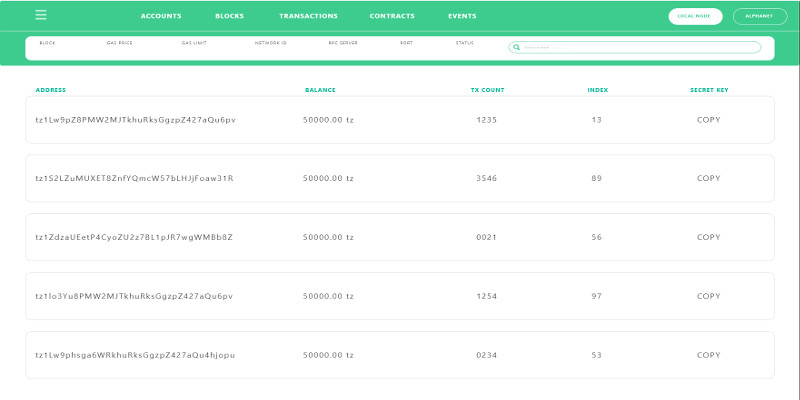 ACCOUNTS BLOCKS TRANSACTIONS CONTRACTS EVENTS LOCAL NODE ALPHANET
BLOCK GAS PRICE GAS LIMIT NETWORK ID RPC SERVER PORT STATUS
ADDRESS BALANCE TX COUNT INDEX SECRET KEY
tz1Lw9pZ8PMW2MJTkhuRksGgzpZ427aQu6pv 50000.00 tz 1235 13 COPY
tz1S2LZuMUXET8ZnfYQmcW57bLHJjFoaw31R 50000.00 tz 3546 89 COPY
tz1ZdzaUEetP4CyoZU2z78L1pJR7wgWMBb8Z 50000.00 tz 0021 56 COPY
tz1lo3Yu8PMW2MJTkhuRksGgzpZ427aQu6pv 50000.00 tz 1254 97 COPY
tz1Lw9phsga6WRkhuRksGgzpZ427aQu4hjopu 50000.00 tz 0234 53 COPY